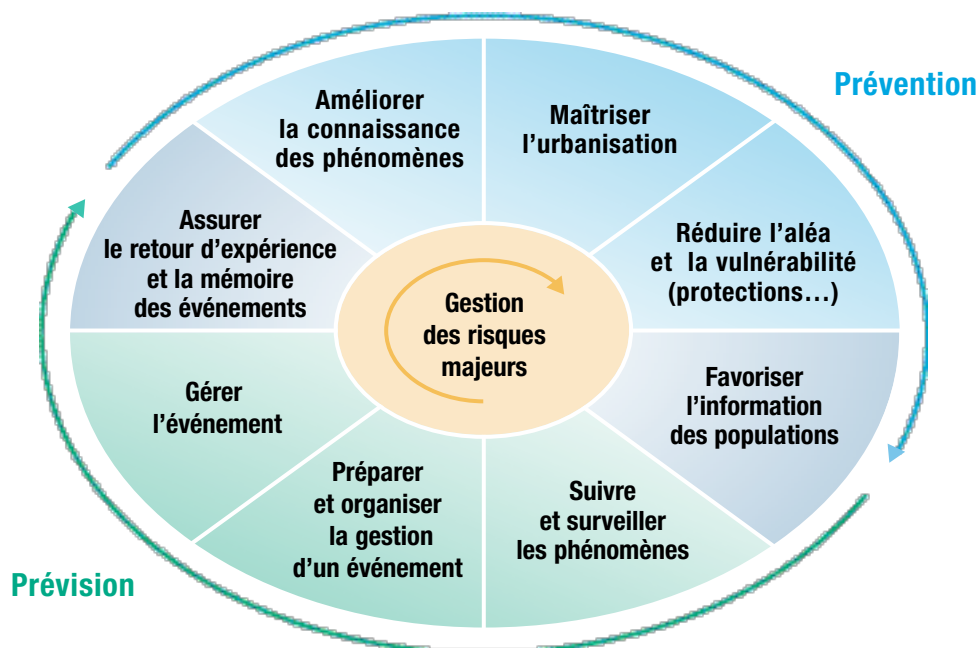 Prévention
Améliorer
la connaissance
des phénomènes
Maîtriser
l'urbanisation
Réduire l'aléa
et la vulnérabilité
(protections…)
Favoriser
l'information
des populations
Suivre
et surveiller
les phénomènes
Préparer
et organiser
la gestion
d'un événement
Gérer
l'événement
Assurer
le retour d'expérience
et la mémoire
des événements
Gestion
des risques
majeurs
Prévision